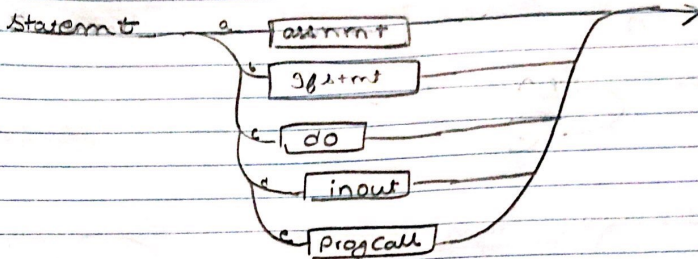 statemt a assnmt
b Ifstmt
c do
d inout
e ProgCall